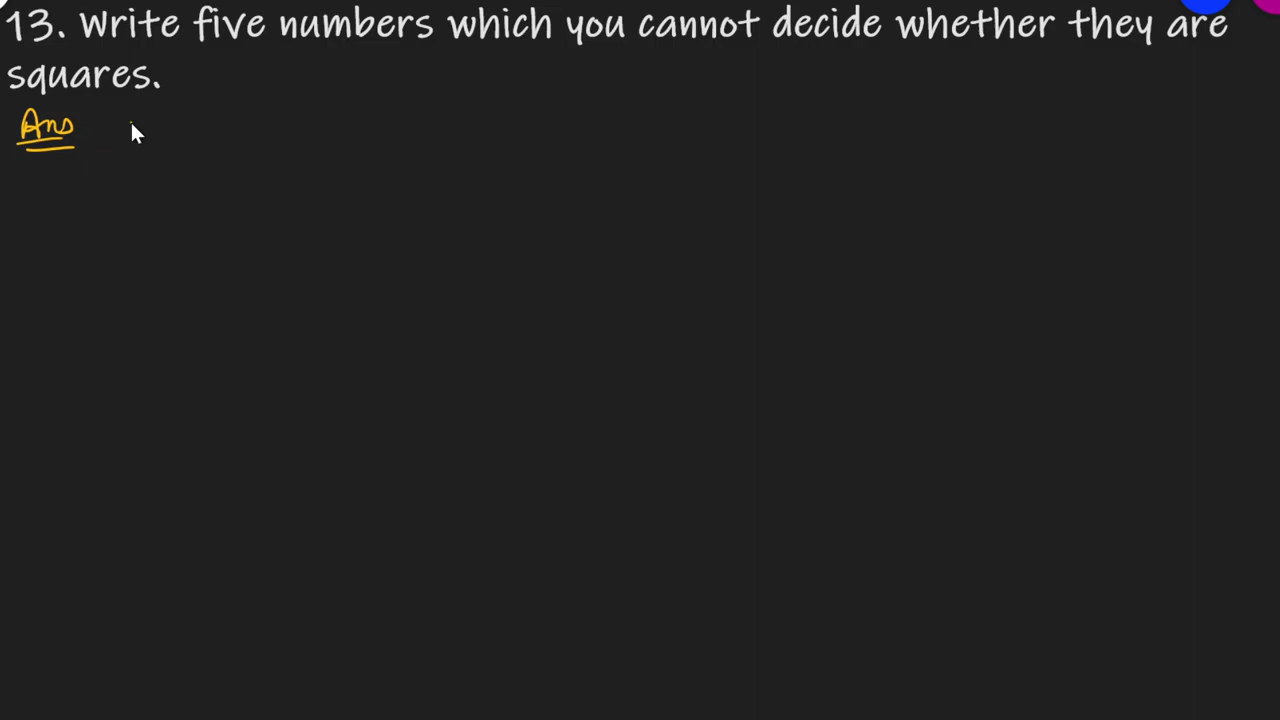 13. Write five numbers which you cannot decide whether they are
squares.
Ans